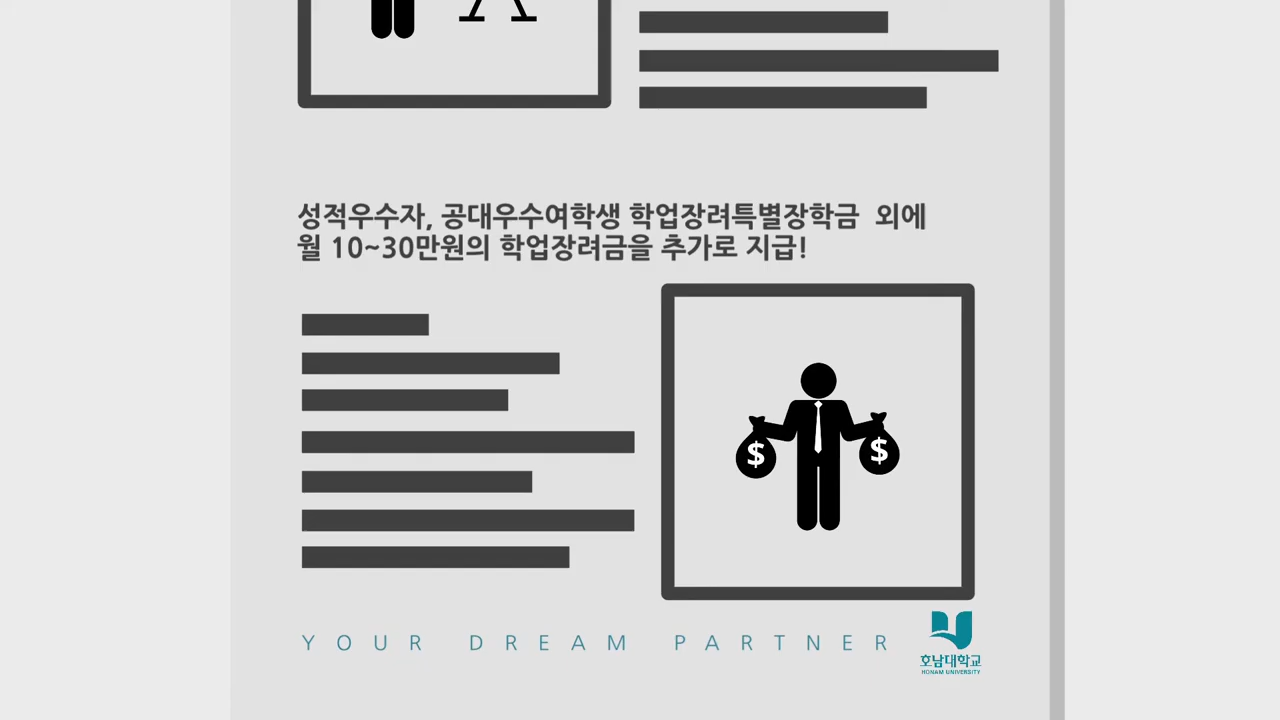 성적우수자, 공대우수여학생 학업장려특별장학금 외에
월 10~30만원의 학업장려금을 추가로 지급!
$ $
YOUR DREAM PARTNER
호남대학교
HONAM UNIVERSITY